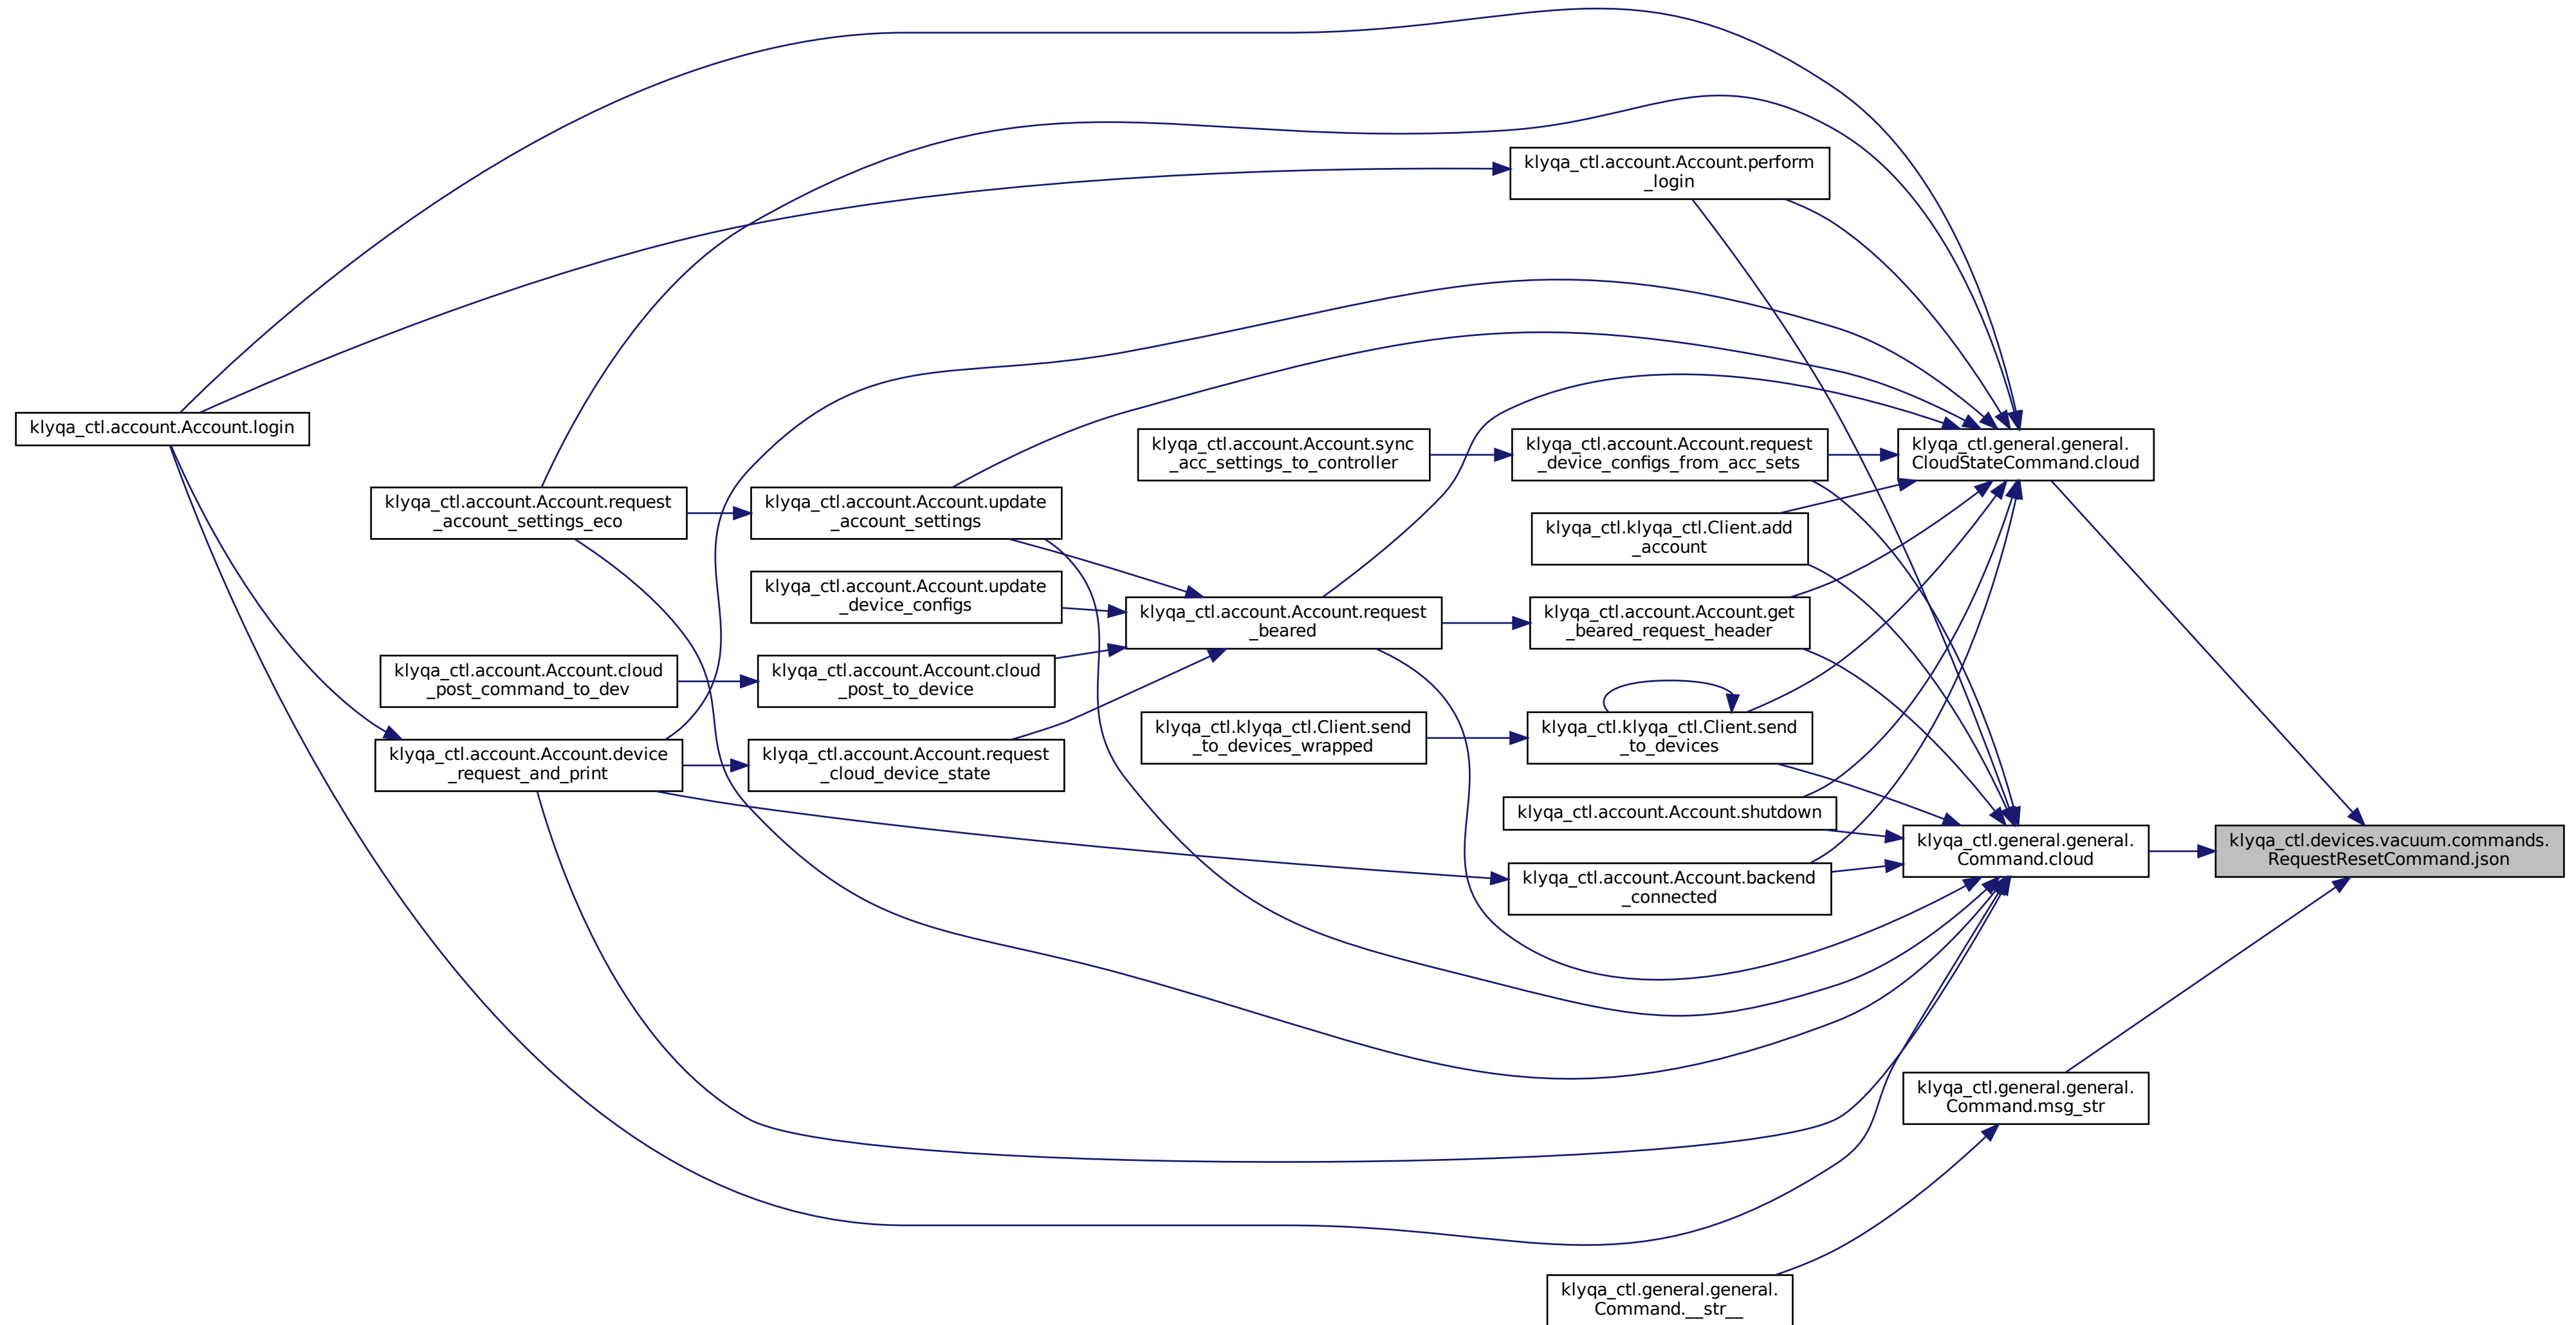 klyqa_ctl.account.Account.perform
_login
klyqa_ctl.account.Account.login
klyqa_ctl.account.Account.sync
_acc_settings_to_controller
klyqa_ctl.account.Account.request
_device_configs_from_acc_sets
klyqa_ctl.general.general.
CloudStateCommand.cloud
klyqa_ctl.account.Account.request
_account_settings_eco
klyqa_ctl.account.Account.update
_account_settings
klyqa_ctl.klyqa_ctl.Client.add
_account
klyqa_ctl.account.Account.update
_device_configs
klyqa_ctl.account.Account.request
_beared
klyqa_ctl.account.Account.get
_beared_request_header
klyqa_ctl.account.Account.cloud
_post_command_to_dev
klyqa_ctl.account.Account.cloud
_post_to_device
klyqa_ctl.klyqa_ctl.Client.send
_to_devices_wrapped
klyqa_ctl.klyqa_ctl.Client.send
_to_devices
klyqa_ctl.account.Account.device
_request_and_print
klyqa_ctl.account.Account.request
_cloud_device_state
klyqa_ctl.account.Account.shutdown
klyqa_ctl.general.general.
Command.cloud
klyqa_ctl.devices.vacuum.commands.
RequestResetCommand.json
klyqa_ctl.account.Account.backend
_connected
klyqa_ctl.general.general.
Command.msg_str
klyqa_ctl.general.general.
Command.__str__